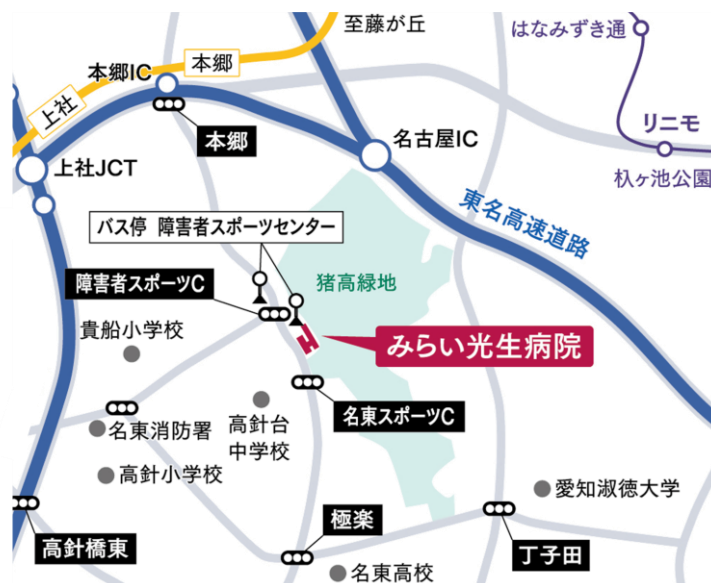 至藤が丘
はなみずき通
本郷IC
本郷
上社
本郷
名古屋IC
リニモ
杁ヶ池公園
上社JCT
東名高速道路
バス停 障害者スポーツセンター
障害者スポーツC
猪高緑地
貴船小学校
みらい光生病院
名東スポーツC
高針台
中学校
名東消防署
高針小学校
愛知淑徳大学
極楽
高針橋東
丁子田
名東高校